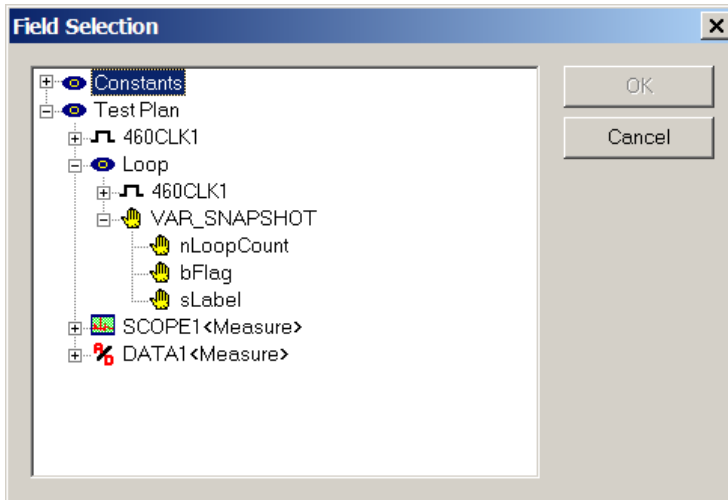 Field Selection
Constants
OK
Test Plan
460CLK1
Cancel
Loop
460CLK1
VAR_SNAPSHOT
nLoopCount
bFlag
sLabel
SCOPE1<Measure>
DATA1<Measure>